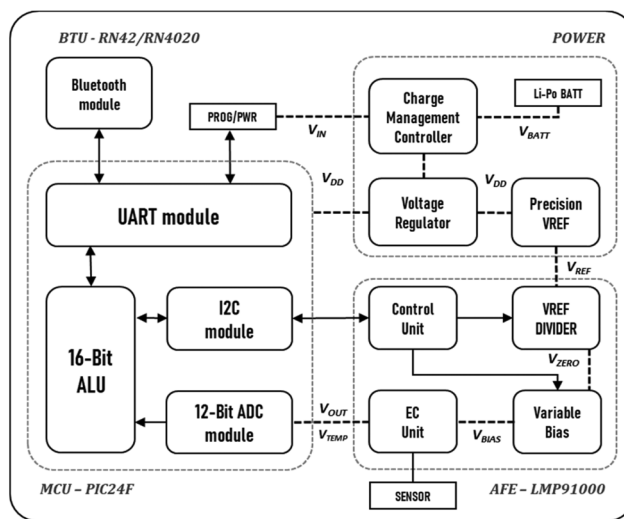 BTU - RN42/RN4020
POWER
Bluetooth
module
PROG/PWR
V_IN
Charge
Management
Controller
V_BATT
Li-Po BATT
UART module
V_DD
Voltage
Regulator
V_DD
Precision
VREF
V_REF
16-Bit
ALU
I2C
module
Control
Unit
VREF
DIVIDER
V_ZERO
12-Bit ADC
module
V_OUT
V_TEMP
EC
Unit
V_BIAS
Variable
Bias
SENSOR
MCU – PIC24F
AFE – LMP91000